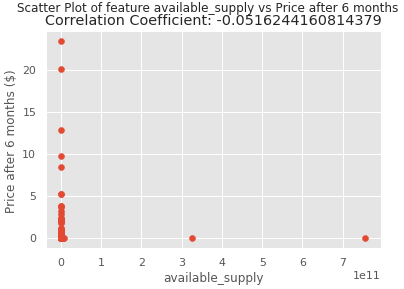 Scatter Plot of feature available_supply vs Price after 6 months
Correlation Coefficient: -0.0516244160814379
Price after 6 months ($)
20
15
10
5
0
0 1 2 3 4 5 6 7
1e11
available_supply